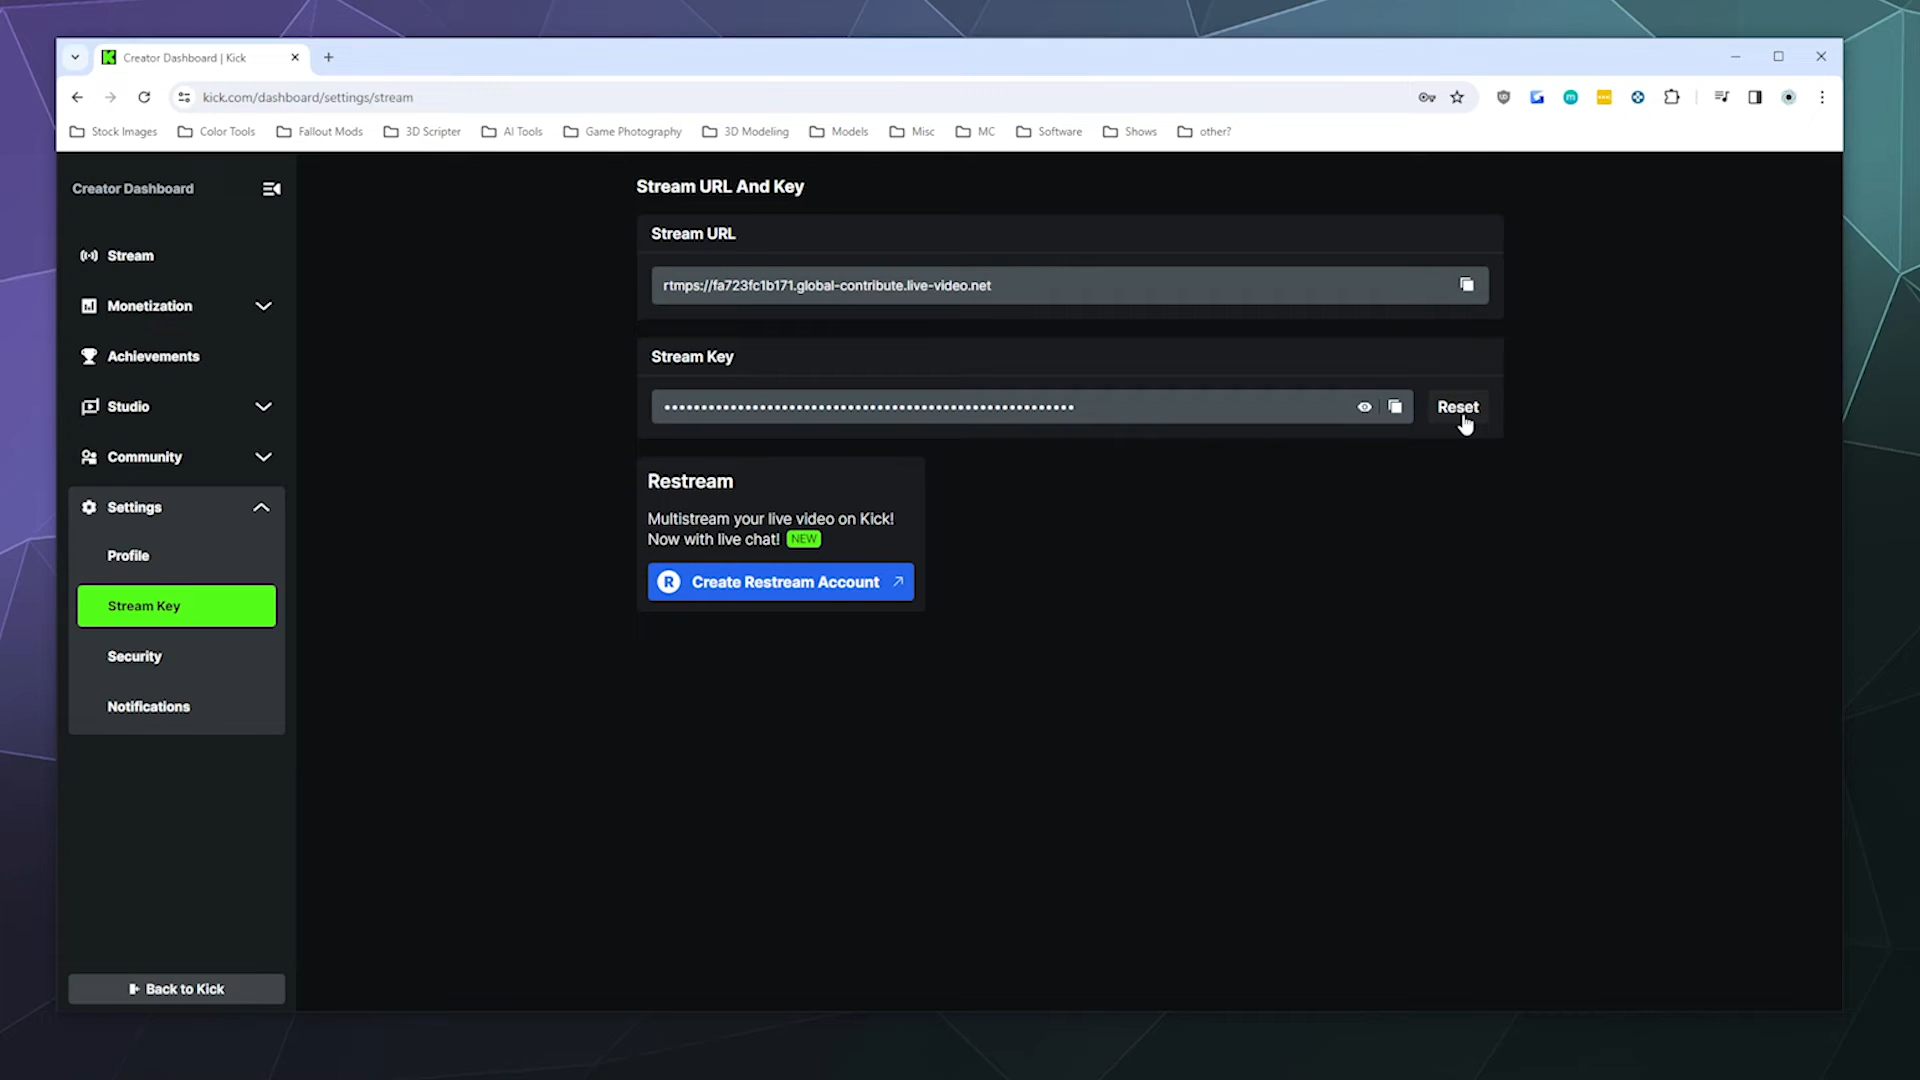 Creator Dashboard | Kick
kick.com/dashboard/settings/stream
Stock Images
Color Tools
Fallout Mods
3D Scripter
AI Tools
Game Photography
3D Modeling
Models
Misc
MC
Software
Shows
other?
Creator Dashboard
Stream
Monetization
Achievements
Studio
Community
Settings
Profile
Stream Key
Security
Notifications
Back to Kick
Stream URL And Key
Stream URL
rtmps://fa723fc1b171.global-contribute.live-video.net
Stream Key
••••••••••••••••••••••••••••••••••••••••••••••••••••••••
Reset
Restream
Multistream your live video on Kick!
Now with live chat! NEW
R Create Restream Account